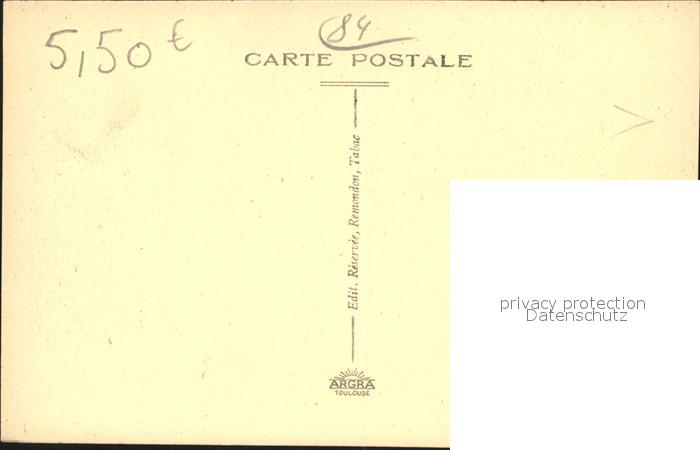 5,50 €
84
CARTE POSTALE
Edit. Réservée, Remondon, Tabac
ARGRA
TOULOUSE
privacy protection
Datenschutz